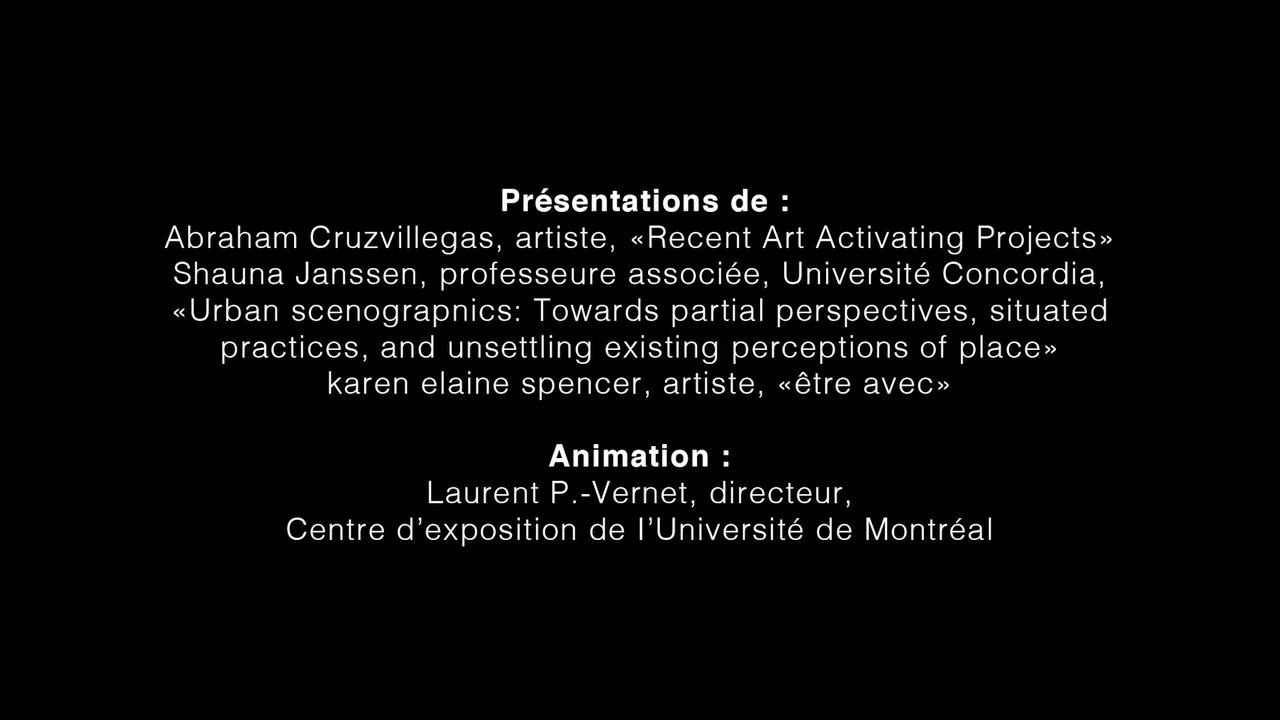 Présentations de :
Abraham Cruzvillegas, artiste, «Recent Art Activating Projects»
Shauna Janssen, professeure associée, Université Concordia,
«Urban scenograpnics: Towards partial perspectives, situated
practices, and unsettling existing perceptions of place»
karen elaine spencer, artiste, «être avec»
Animation :
Laurent P.-Vernet, directeur,
Centre d’exposition de l’Université de Montréal